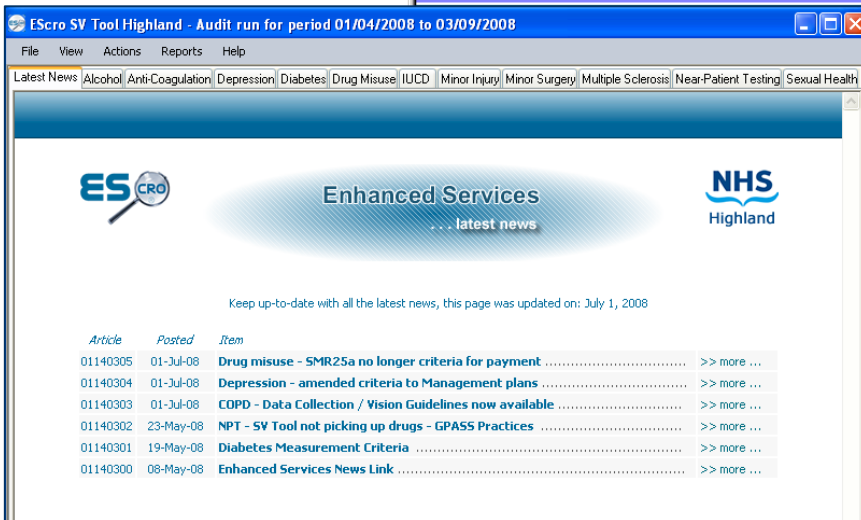 EScro SV Tool Highland - Audit run for period 01/04/2008 to 03/09/2008
File View Actions Reports Help
Latest News Alcohol Anti-Coagulation Depression Diabetes Drug Misuse IUCD Minor Injury Minor Surgery Multiple Sclerosis Near-Patient Testing Sexual Health
ES CRO
Enhanced Services
. . . latest news
NHS
Highland
Keep up-to-date with all the latest news, this page was updated on: July 1, 2008
Article Posted Item
01140305 01-Jul-08 Drug misuse - SMR25a no longer criteria for payment ................................ >> more ...
01140304 01-Jul-08 Depression - amended criteria to Management plans ................................. >> more ...
01140303 01-Jul-08 COPD - Data Collection / Vision Guidelines now available ............................ >> more ...
01140302 23-May-08 NPT - SV Tool not picking up drugs - GPASS Practices ................................ >> more ...
01140301 19-May-08 Diabetes Measurement Criteria ............................................................ >> more ...
01140300 08-May-08 Enhanced Services News Link ................................................................ >> more ...